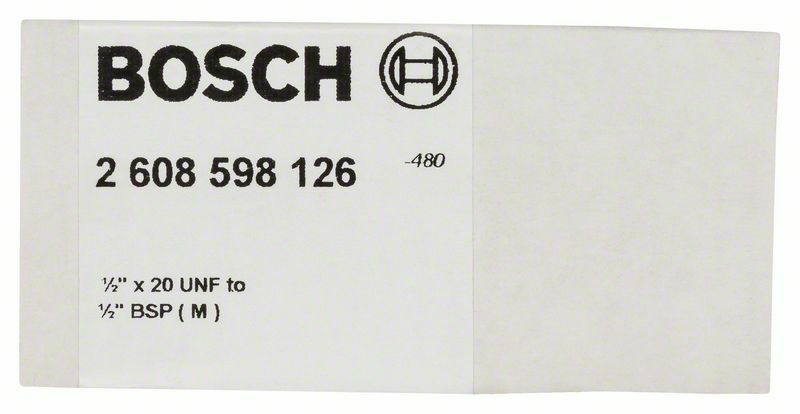 BOSCH
2 608 598 126 -480
½" x 20 UNF to
½" BSP ( M )